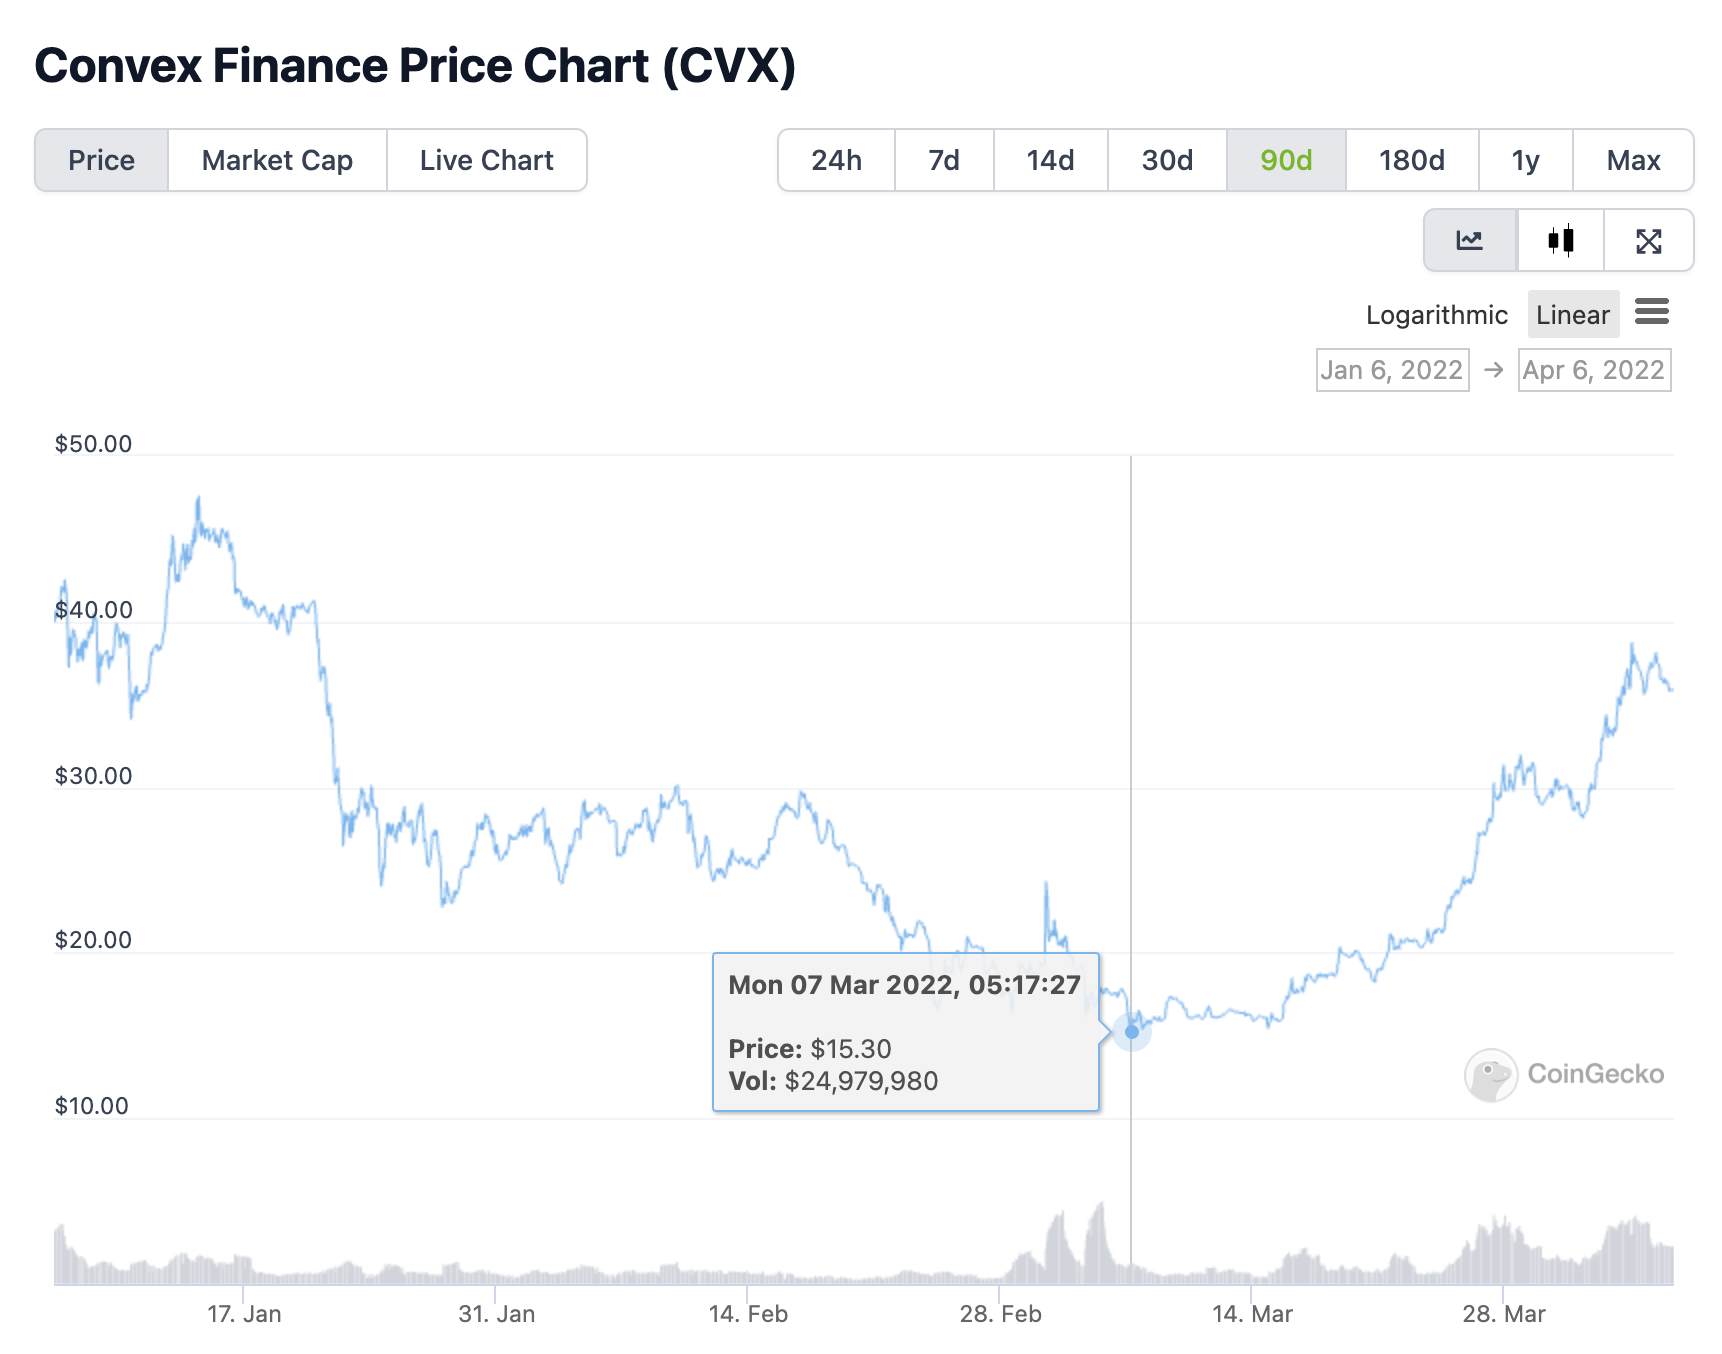 Convex Finance Price Chart (CVX)
Price Market Cap Live Chart 24h 7d 14d 30d 90d 180d 1y Max
Logarithmic Linear
Jan 6, 2022 → Apr 6, 2022
$50.00
$40.00
$30.00
$20.00
Mon 07 Mar 2022, 05:17:27
Price: $15.30
Vol: $24,979,980
CoinGecko
$10.00
17. Jan 31. Jan 14. Feb 28. Feb 14. Mar 28. Mar